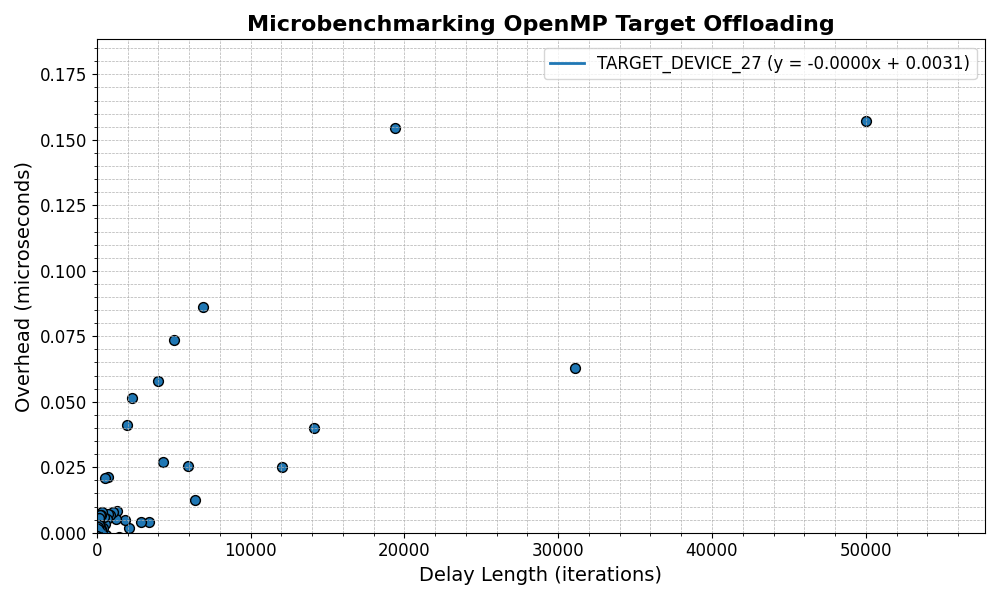 Microbenchmarking OpenMP Target Offloading
TARGET_DEVICE_27 (y = -0.0000x + 0.0031)
Overhead (microseconds)
0.175
0.150
0.125
0.100
0.075
0.050
0.025
0.000
0 10000 20000 30000 40000 50000
Delay Length (iterations)